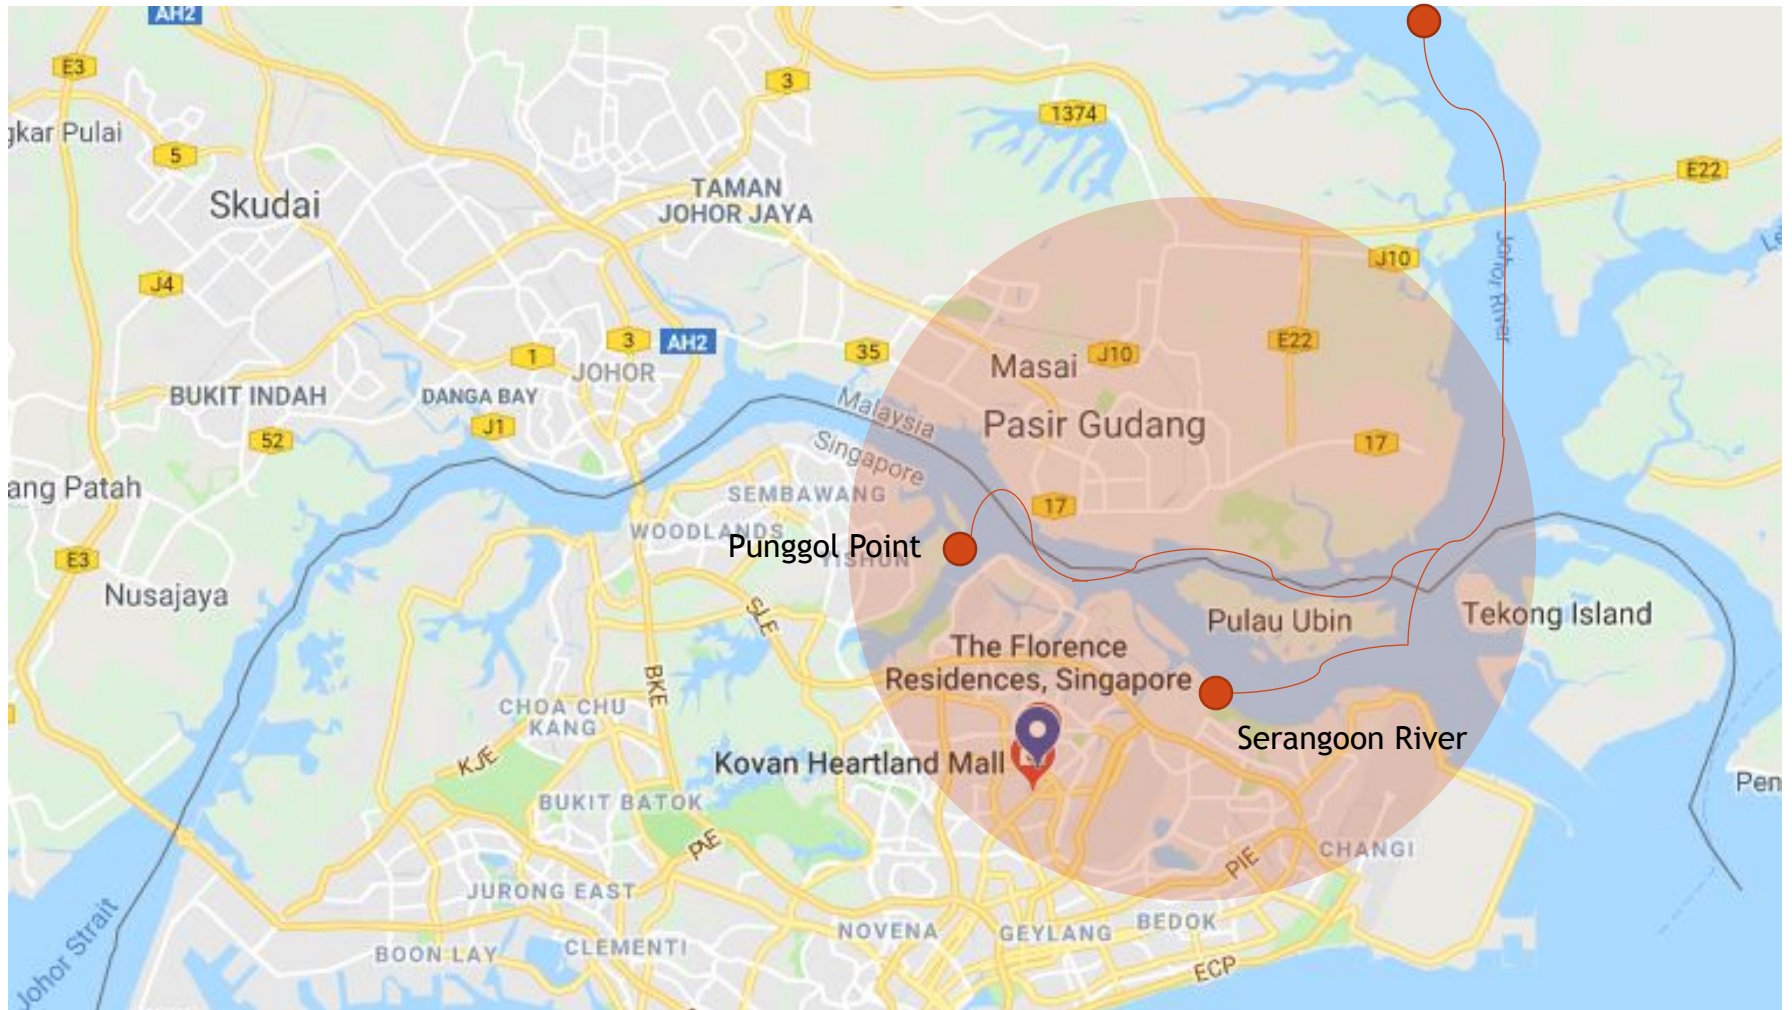 AH2
E3
3
1374
gkar Pulai
5
E22
TAMAN
JOHOR JAYA
Skudai
J10
Johor River
J4
3
AH2
35
1
Masai
J10
E22
JOHOR
BUKIT INDAH
DANGA BAY
Malaysia
Singapore
Pasir Gudang
J1
52
17
ang Patah
SEMBAWANG
17
WOODLANDS
Punggol Point
YISHUN
E3
Nusajaya
SLE
Pulau Ubin
Tekong Island
The Florence
Residences, Singapore
BKE
CHOA CHU
KANG
Serangoon River
KJE
Kovan Heartland Mall
Pen
BUKIT BATOK
PIE
CHANGI
PIE
JURONG EAST
Johor Strait
NOVENA
GEYLANG
BEDOK
BOON LAY
CLEMENTI
ECP